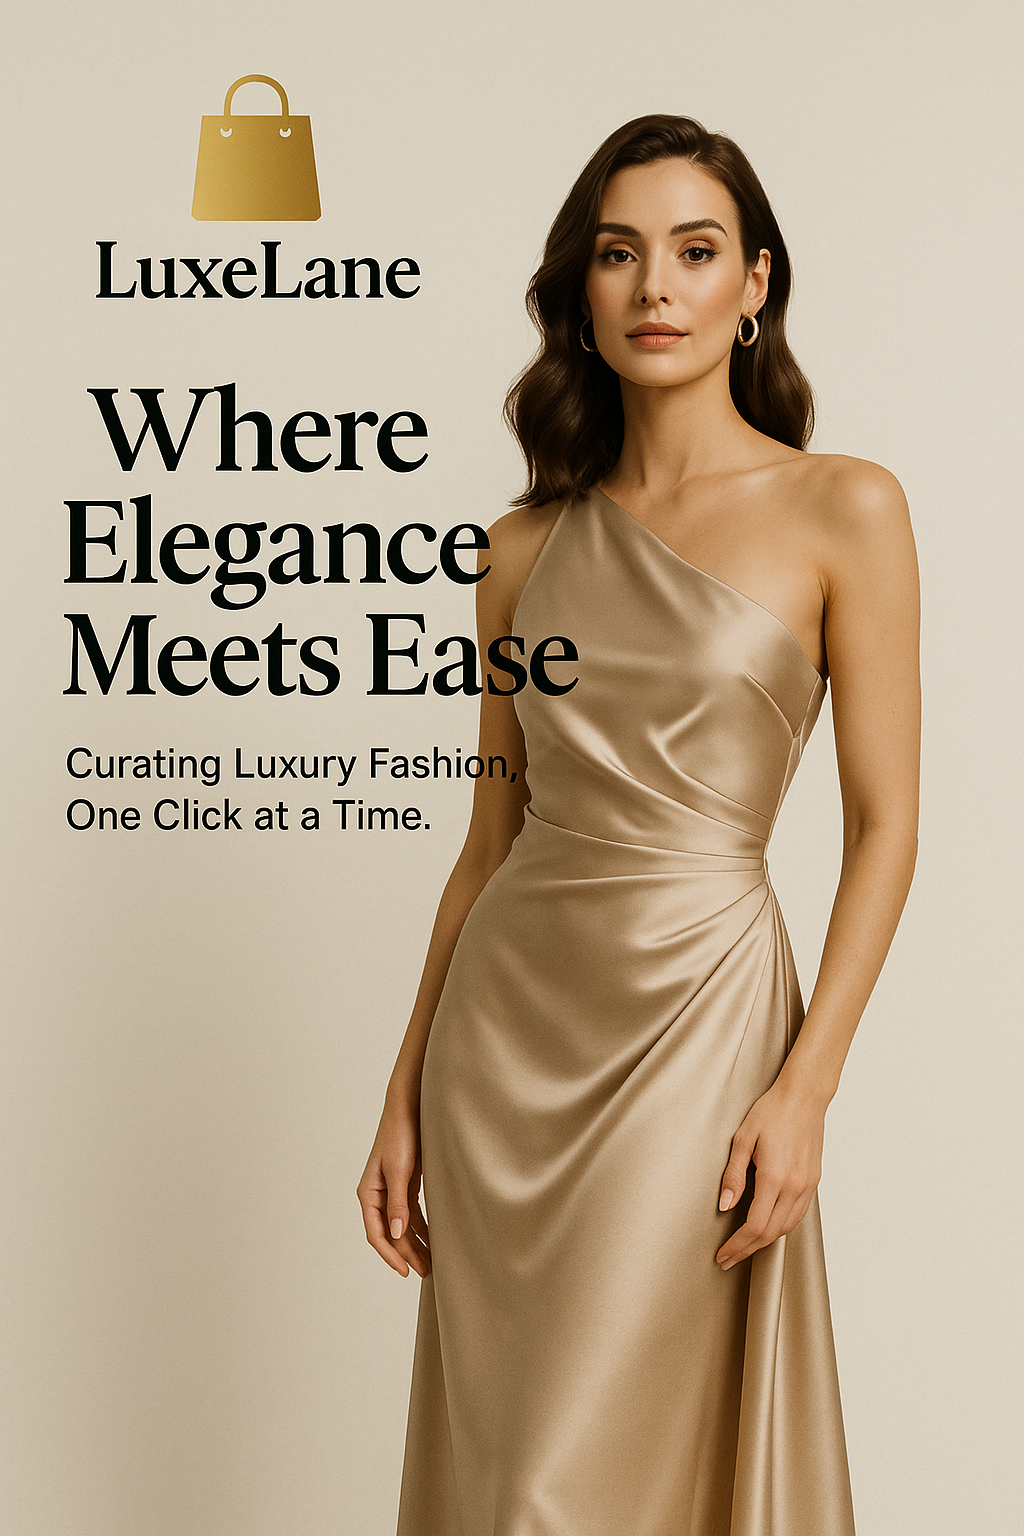 LuxeLane
Where
Elegance
Meets Ease
Curating Luxury Fashion,
One Click at a Time.